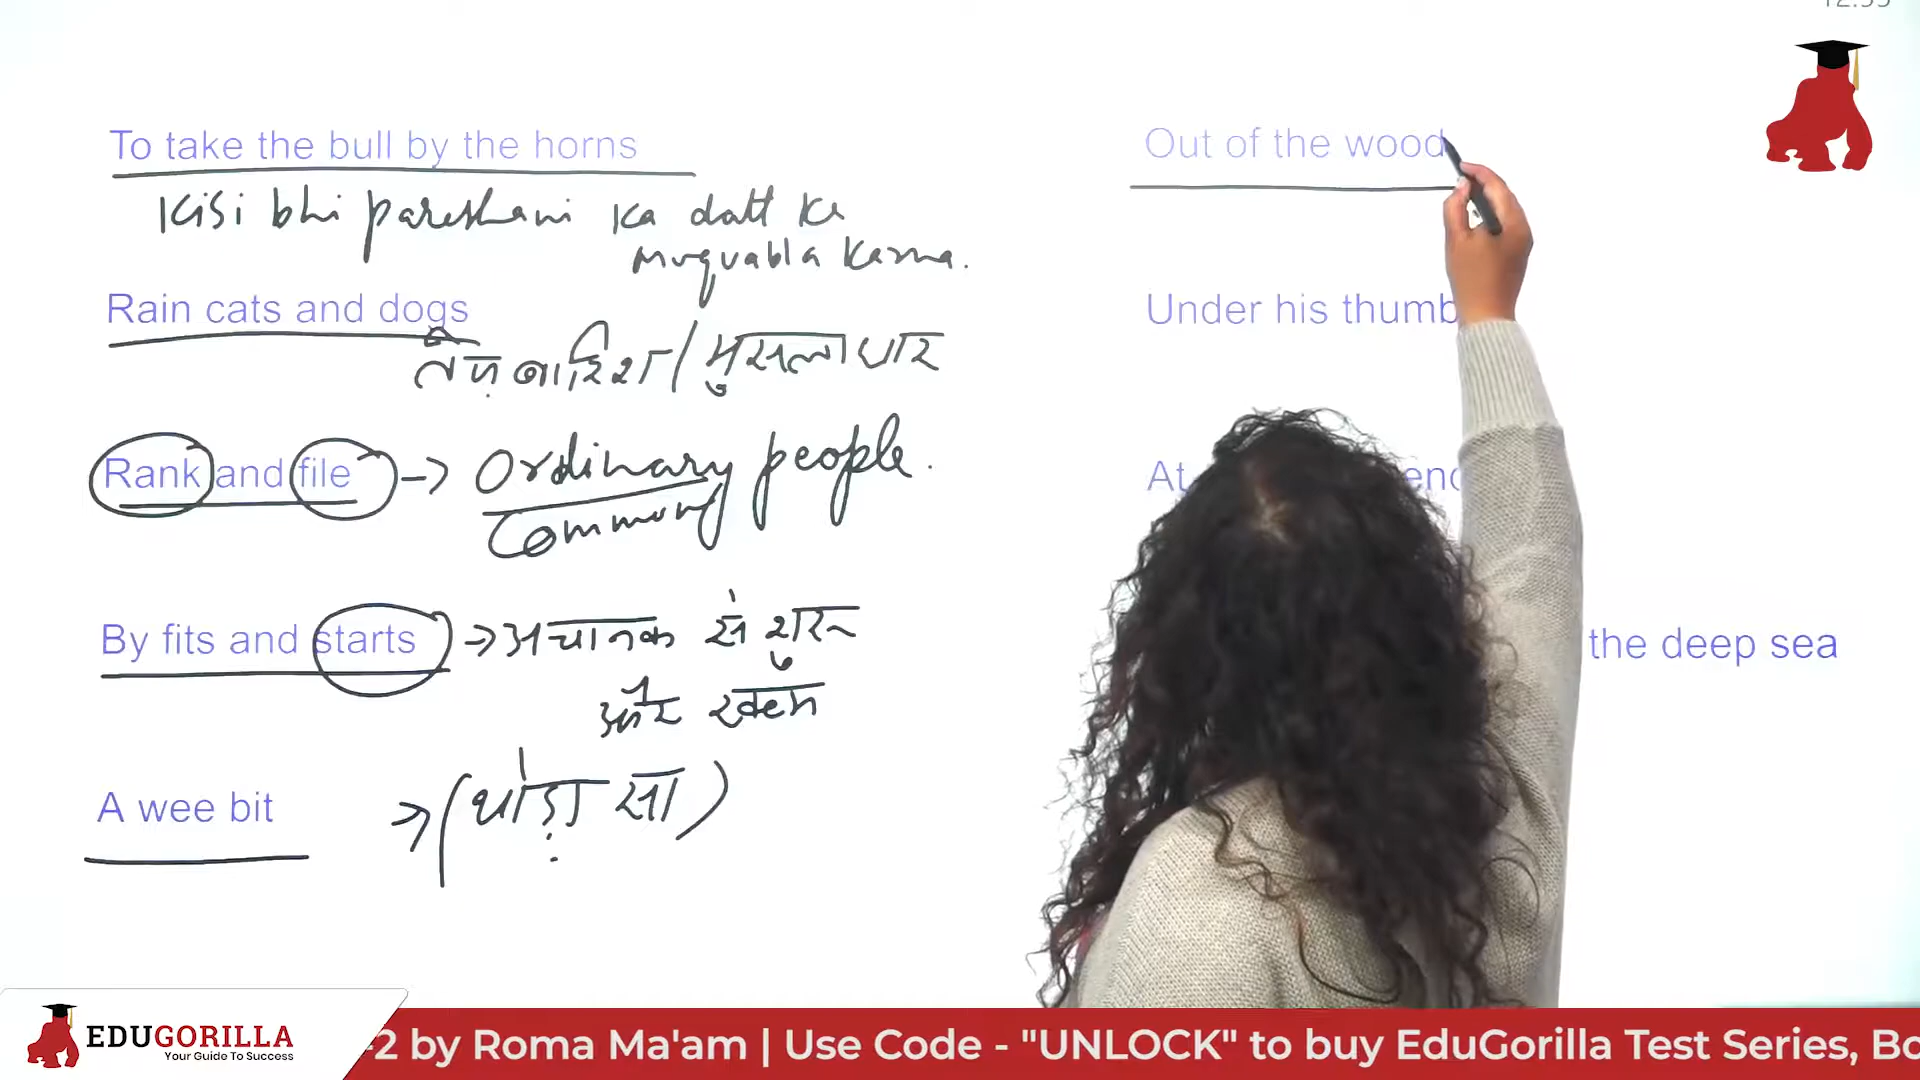 To take the bull by the horns
Kisi bhi pareshani ka datt ke
muquabla karna.
Rain cats and dogs
तेज़ बारिश / मुसलाधार
Rank and file → Ordinary people.
Common
By fits and starts → अचानक से शुरू
और खत्म
A wee bit → (थोड़ा सा)
Out of the wood
Under his thumb
At
the deep sea
EDUGORILLA
Your Guide To Success
-2 by Roma Ma'am | Use Code - "UNLOCK" to buy EduGorilla Test Series, Bo